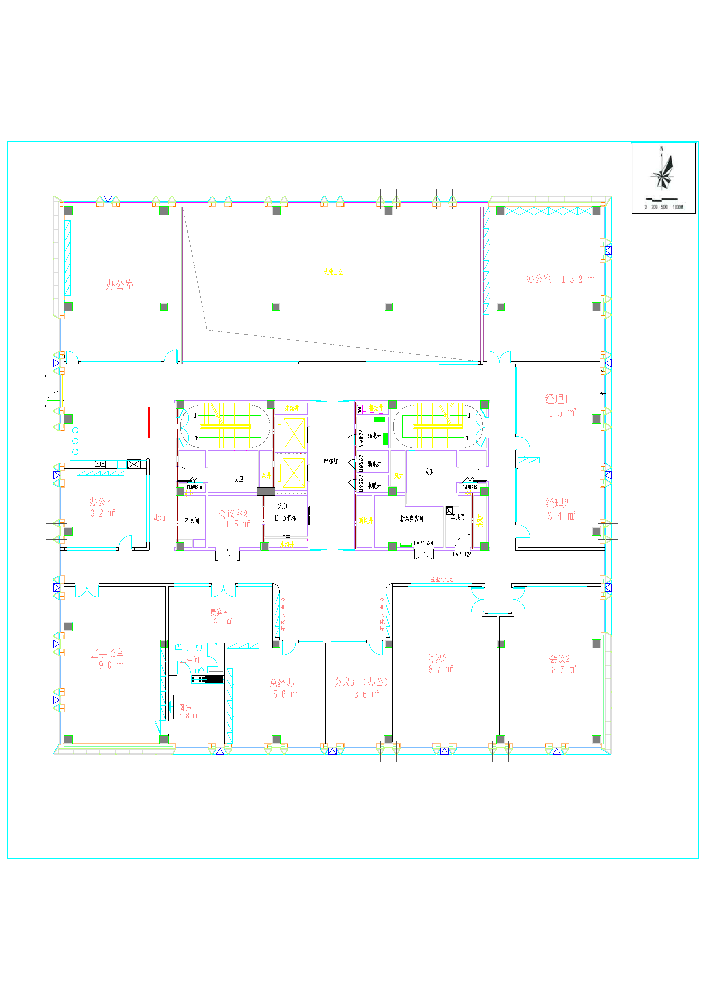 N
0 200 500 1000M
大堂上空
办公室
办公室 132㎡
经理1
45㎡
下
排烟井
排烟井
700
上
下
上
下
强电井
FM丙0822
电梯厅
弱电井
FM丙0822
水暖井
FM丙0822
男卫
风井
风井
女卫
FM丙1219
FM丙1219
办公室
32㎡
走道
茶水间
会议室2
15㎡
2.0T
DT3货梯
3200
新风井
新风空调间
工具间
排风井
FM甲1524
FM乙1124
经理2
34㎡
企业文化墙
贵宾室
31㎡
企业文化墙
企业文化墙
董事长室
90㎡
卫生间
卧室
28㎡
总经办
56㎡
会议3（办公）
36㎡
会议2
87㎡
会议2
87㎡